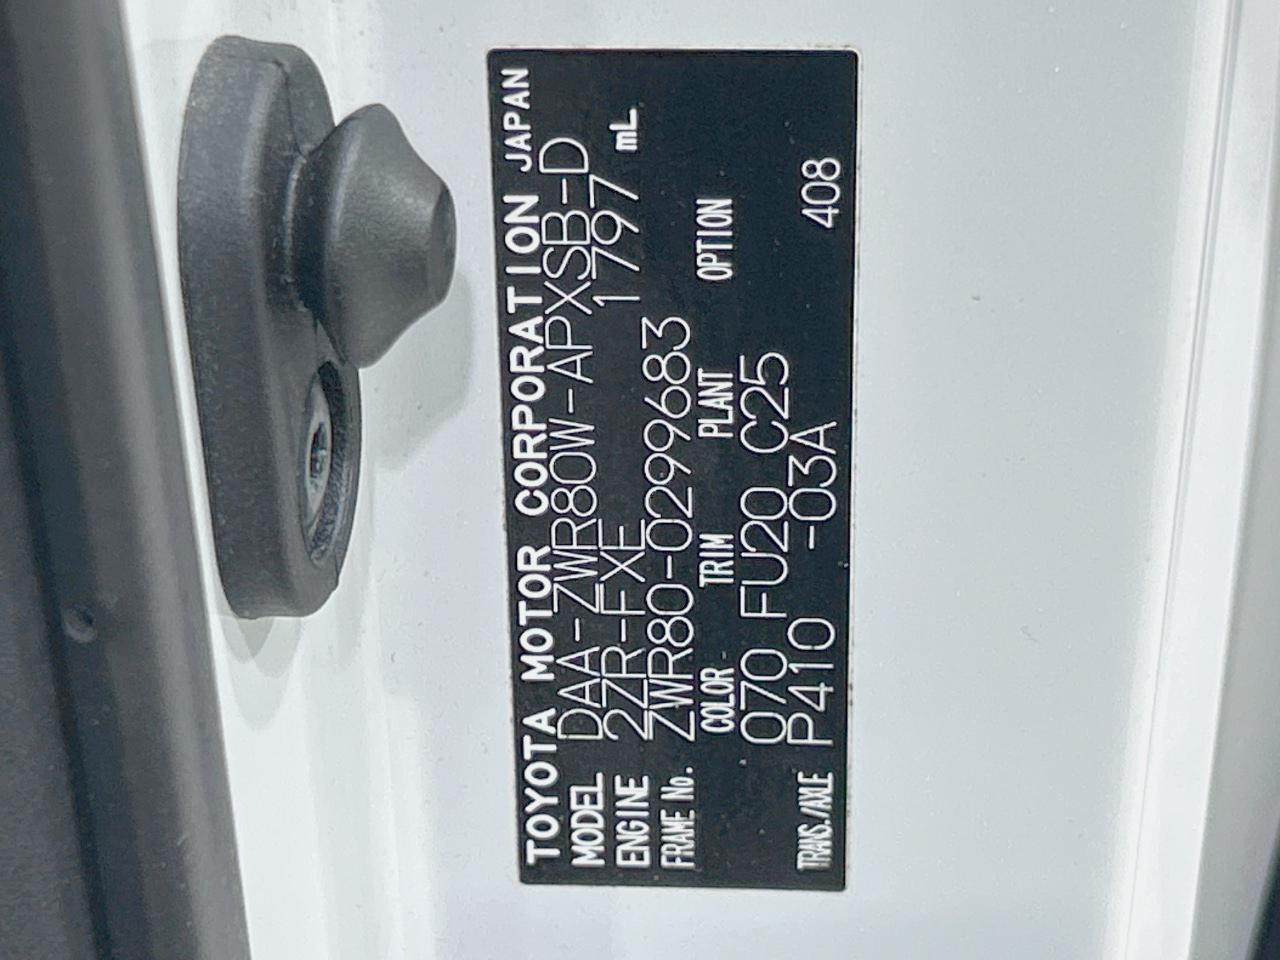 TOYOTA MOTOR CORPORATION JAPAN
MODEL DAA-ZWR80W-APXSB-D
ENGINE 2ZR-FXE 1797 mL
FRAME No. ZWR80-0299683
COLOR TRIM PLANT OPTION
070 FU20 C25
TRANS./AXLE P410 -03A 408